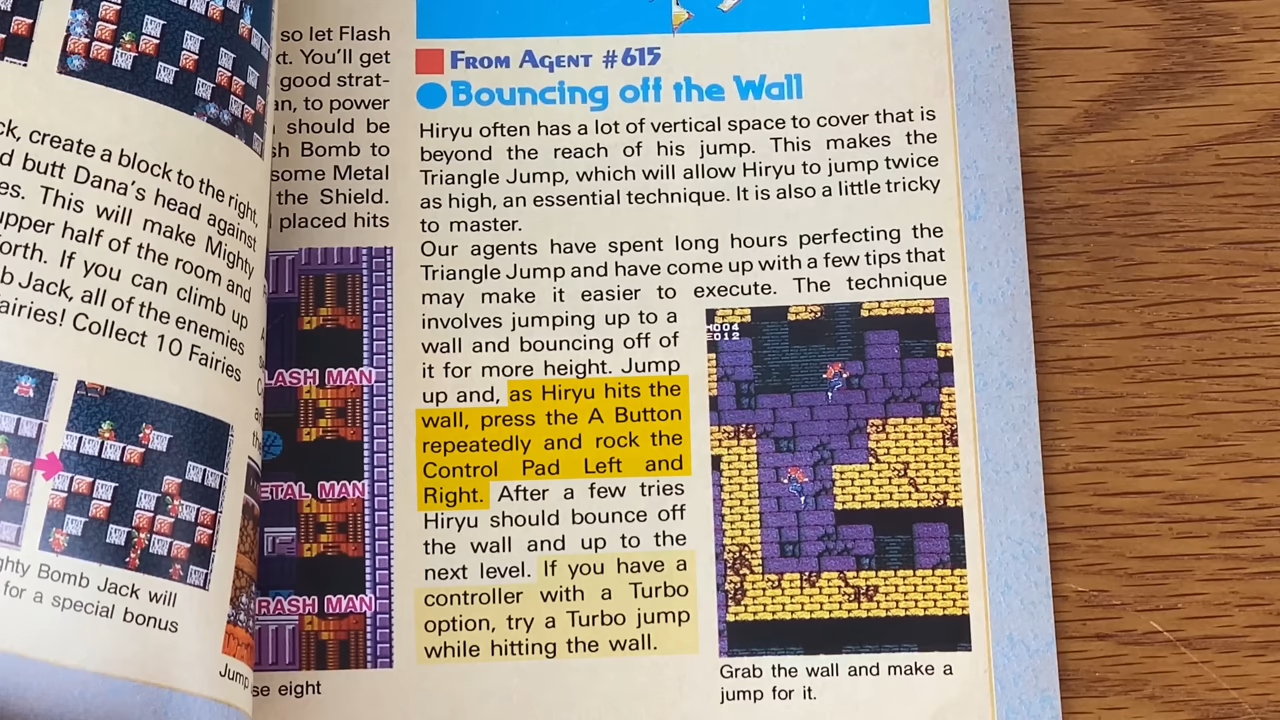 ck, create a block to the right,
d butt Dana's head against
es. This will make Mighty
upper half of the room and
orth. If you can climb up
b Jack, all of the enemies
airies! Collect 10 Fairies
ghty Bomb Jack will
for a special bonus
so let Flash
xt. You'll get
good strat-
an, to power
should be
sh Bomb to
some Metal
the Shield.
placed hits
LASH MAN
ETAL MAN
RASH MAN
Jump
se eight
FROM AGENT #615
Bouncing off the Wall
Hiryu often has a lot of vertical space to cover that is
beyond the reach of his jump. This makes the
Triangle Jump, which will allow Hiryu to jump twice
as high, an essential technique. It is also a little tricky
to master.
Our agents have spent long hours perfecting the
Triangle Jump and have come up with a few tips that
may make it easier to execute. The technique
involves jumping up to a
wall and bouncing off of
it for more height. Jump
up and, as Hiryu hits the
wall, press the A Button
repeatedly and rock the
Control Pad Left and
Right. After a few tries
Hiryu should bounce off
the wall and up to the
next level. If you have a
controller with a Turbo
option, try a Turbo jump
while hitting the wall.
H004
E012
Grab the wall and make a
jump for it.